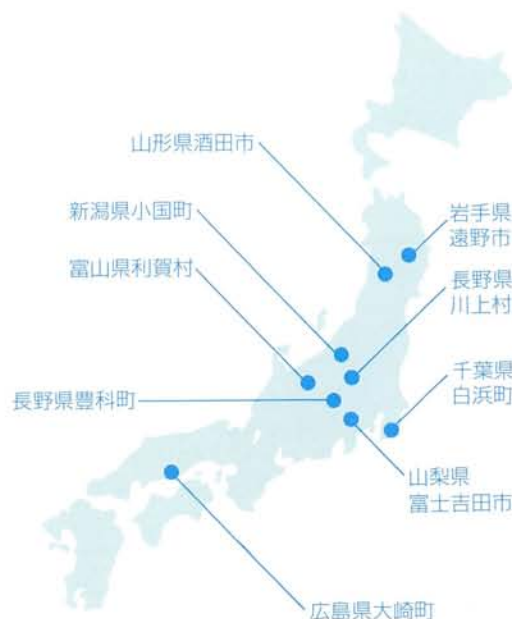 山形県酒田市
新潟県小国町
岩手県
遠野市
富山県利賀村
長野県
川上村
千葉県
白浜町
長野県豊科町
山梨県
富士吉田市
広島県大崎町